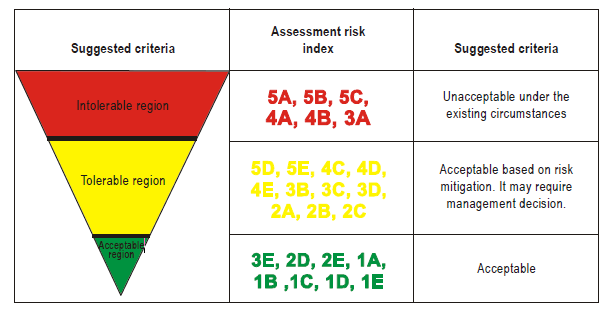 Suggested criteria
Assessment risk
index
Suggested criteria
Intolerable region
5A, 5B, 5C,
4A, 4B, 3A
Unacceptable under the
existing circumstances
Tolerable region
5D, 5E, 4C, 4D,
4E, 3B, 3C, 3D,
2A, 2B, 2C
Acceptable based on risk
mitigation. It may require
management decision.
Acceptable
region
3E, 2D, 2E, 1A,
1B ,1C, 1D, 1E
Acceptable